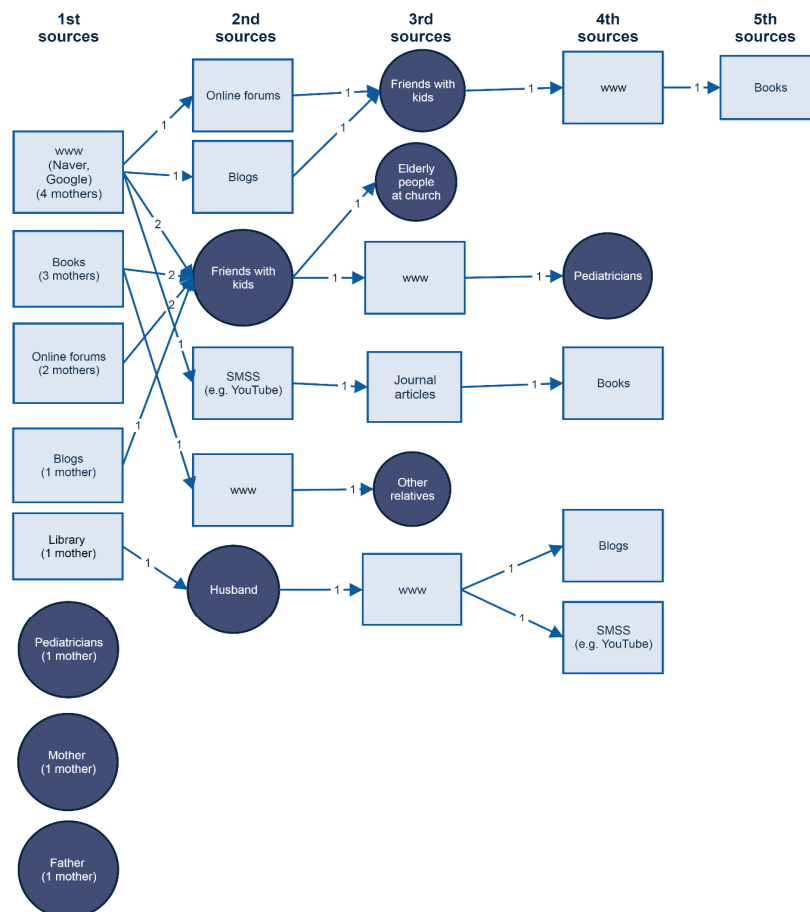 1st
sources
2nd
sources
3rd
sources
4th
sources
5th
sources
www
(Naver,
Google)
(4 mothers)
Books
(3 mothers)
Online forums
(2 mothers)
Blogs
(1 mother)
Library
(1 mother)
Pediatricians
(1 mother)
Mother
(1 mother)
Father
(1 mother)
1
1
2
2
2
1
1
1
1
Online forums
Blogs
Friends with
kids
SMSS
(e.g. YouTube)
www
Husband
1
1
1
1
1
1
1
Friends with
kids
Elderly
people
at church
www
Journal
articles
Other
relatives
www
1
1
1
1
1
www
Pediatricians
Books
Blogs
SMSS
(e.g. YouTube)
1
Books